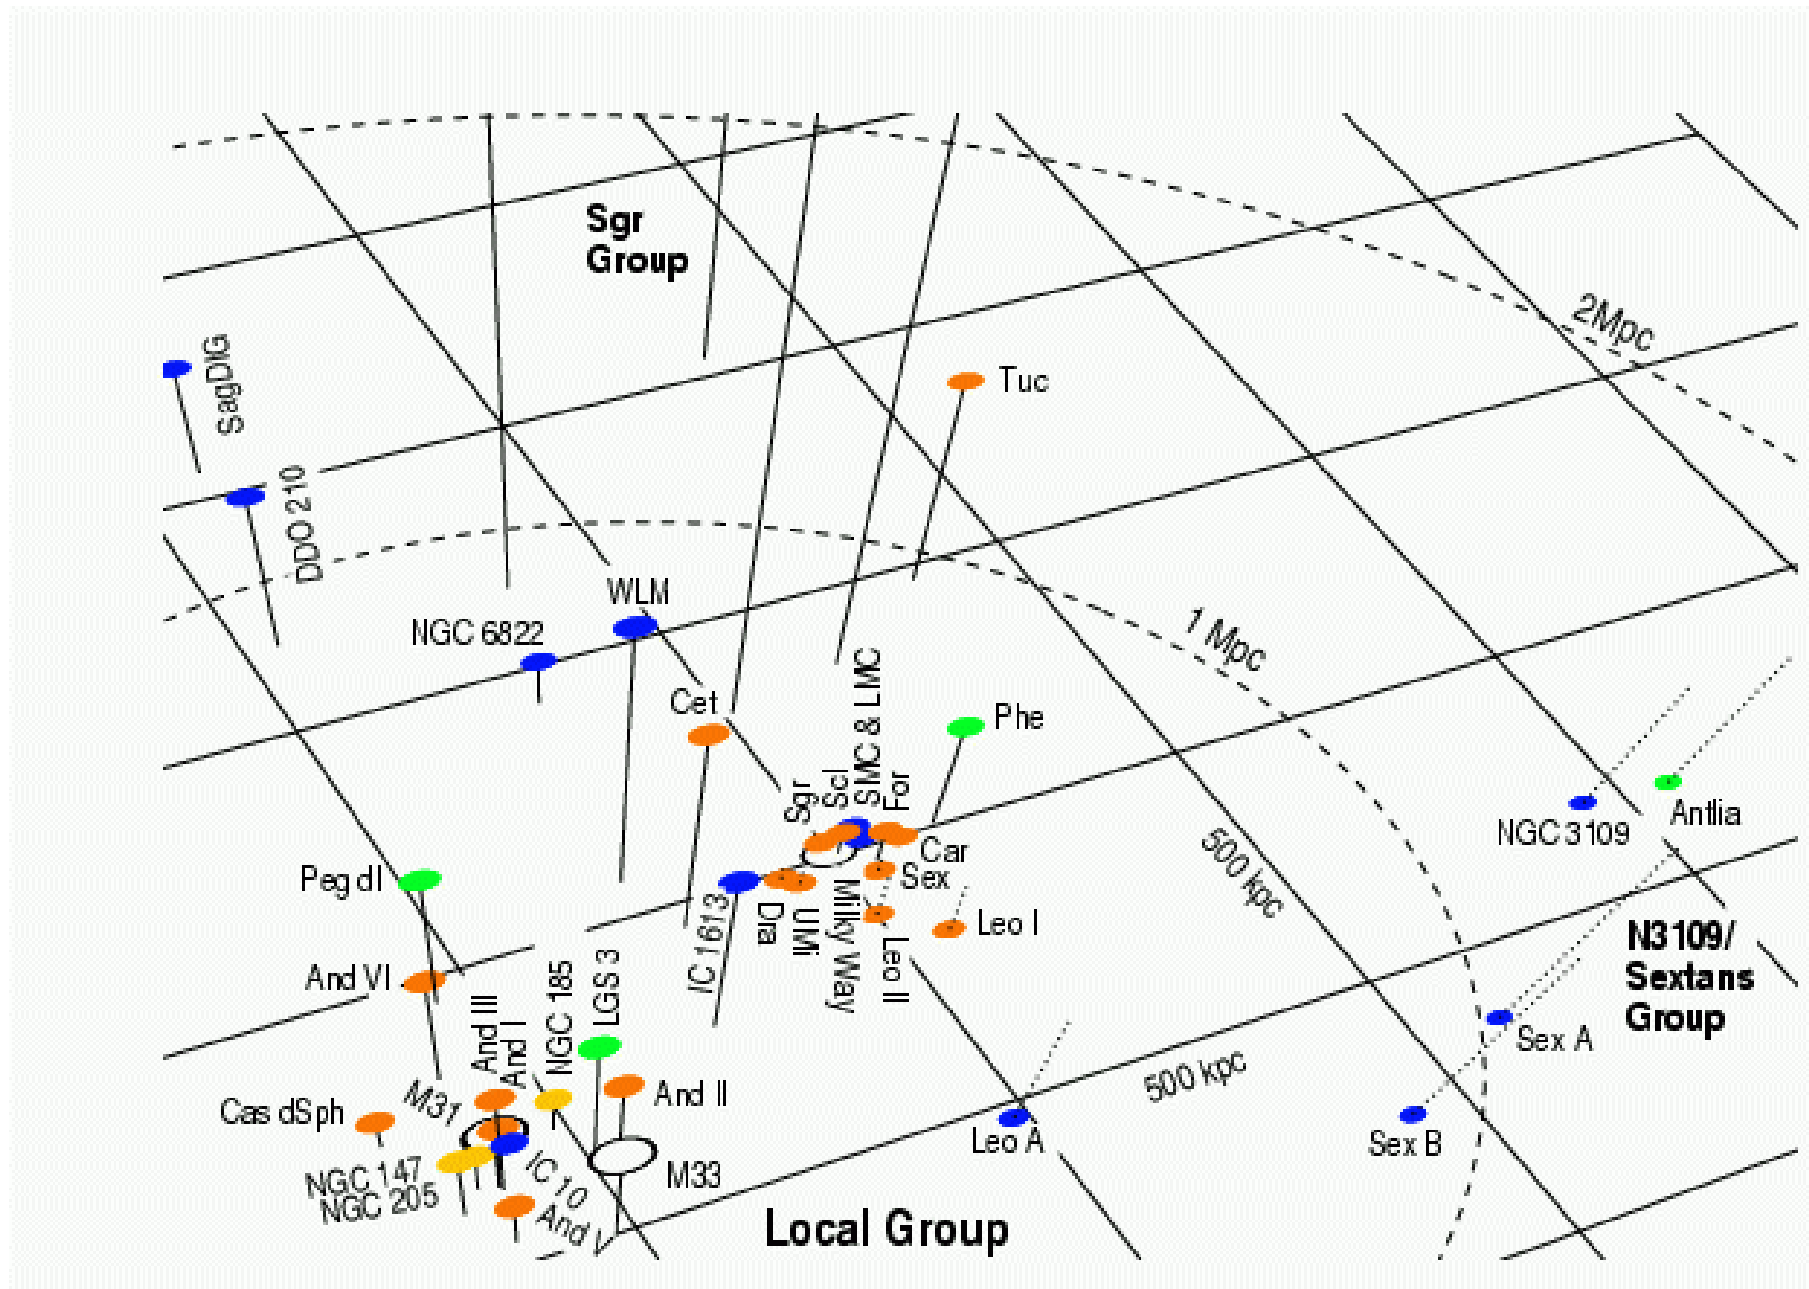 Sgr
Group
2Mpc
SagDIG
Tuc
DDO 210
WLM
NGC 6822
1 Mpc
Cet
SMC & LMC
Phe
Sgr
Scl
For
Antlia
NGC 3109
Car
500 kpc
Peg dI
Sex
IC 1613
Dra
UMi
Milky Way
Leo I
Leo II
N3109/
Sextans
Group
And VI
And III
And I
NGC 185
LGS 3
Sex A
500 kpc
M31
And II
Cas dSph
Leo A
Sex B
NGC 147
NGC 205
IC 10
M33
And V
Local Group